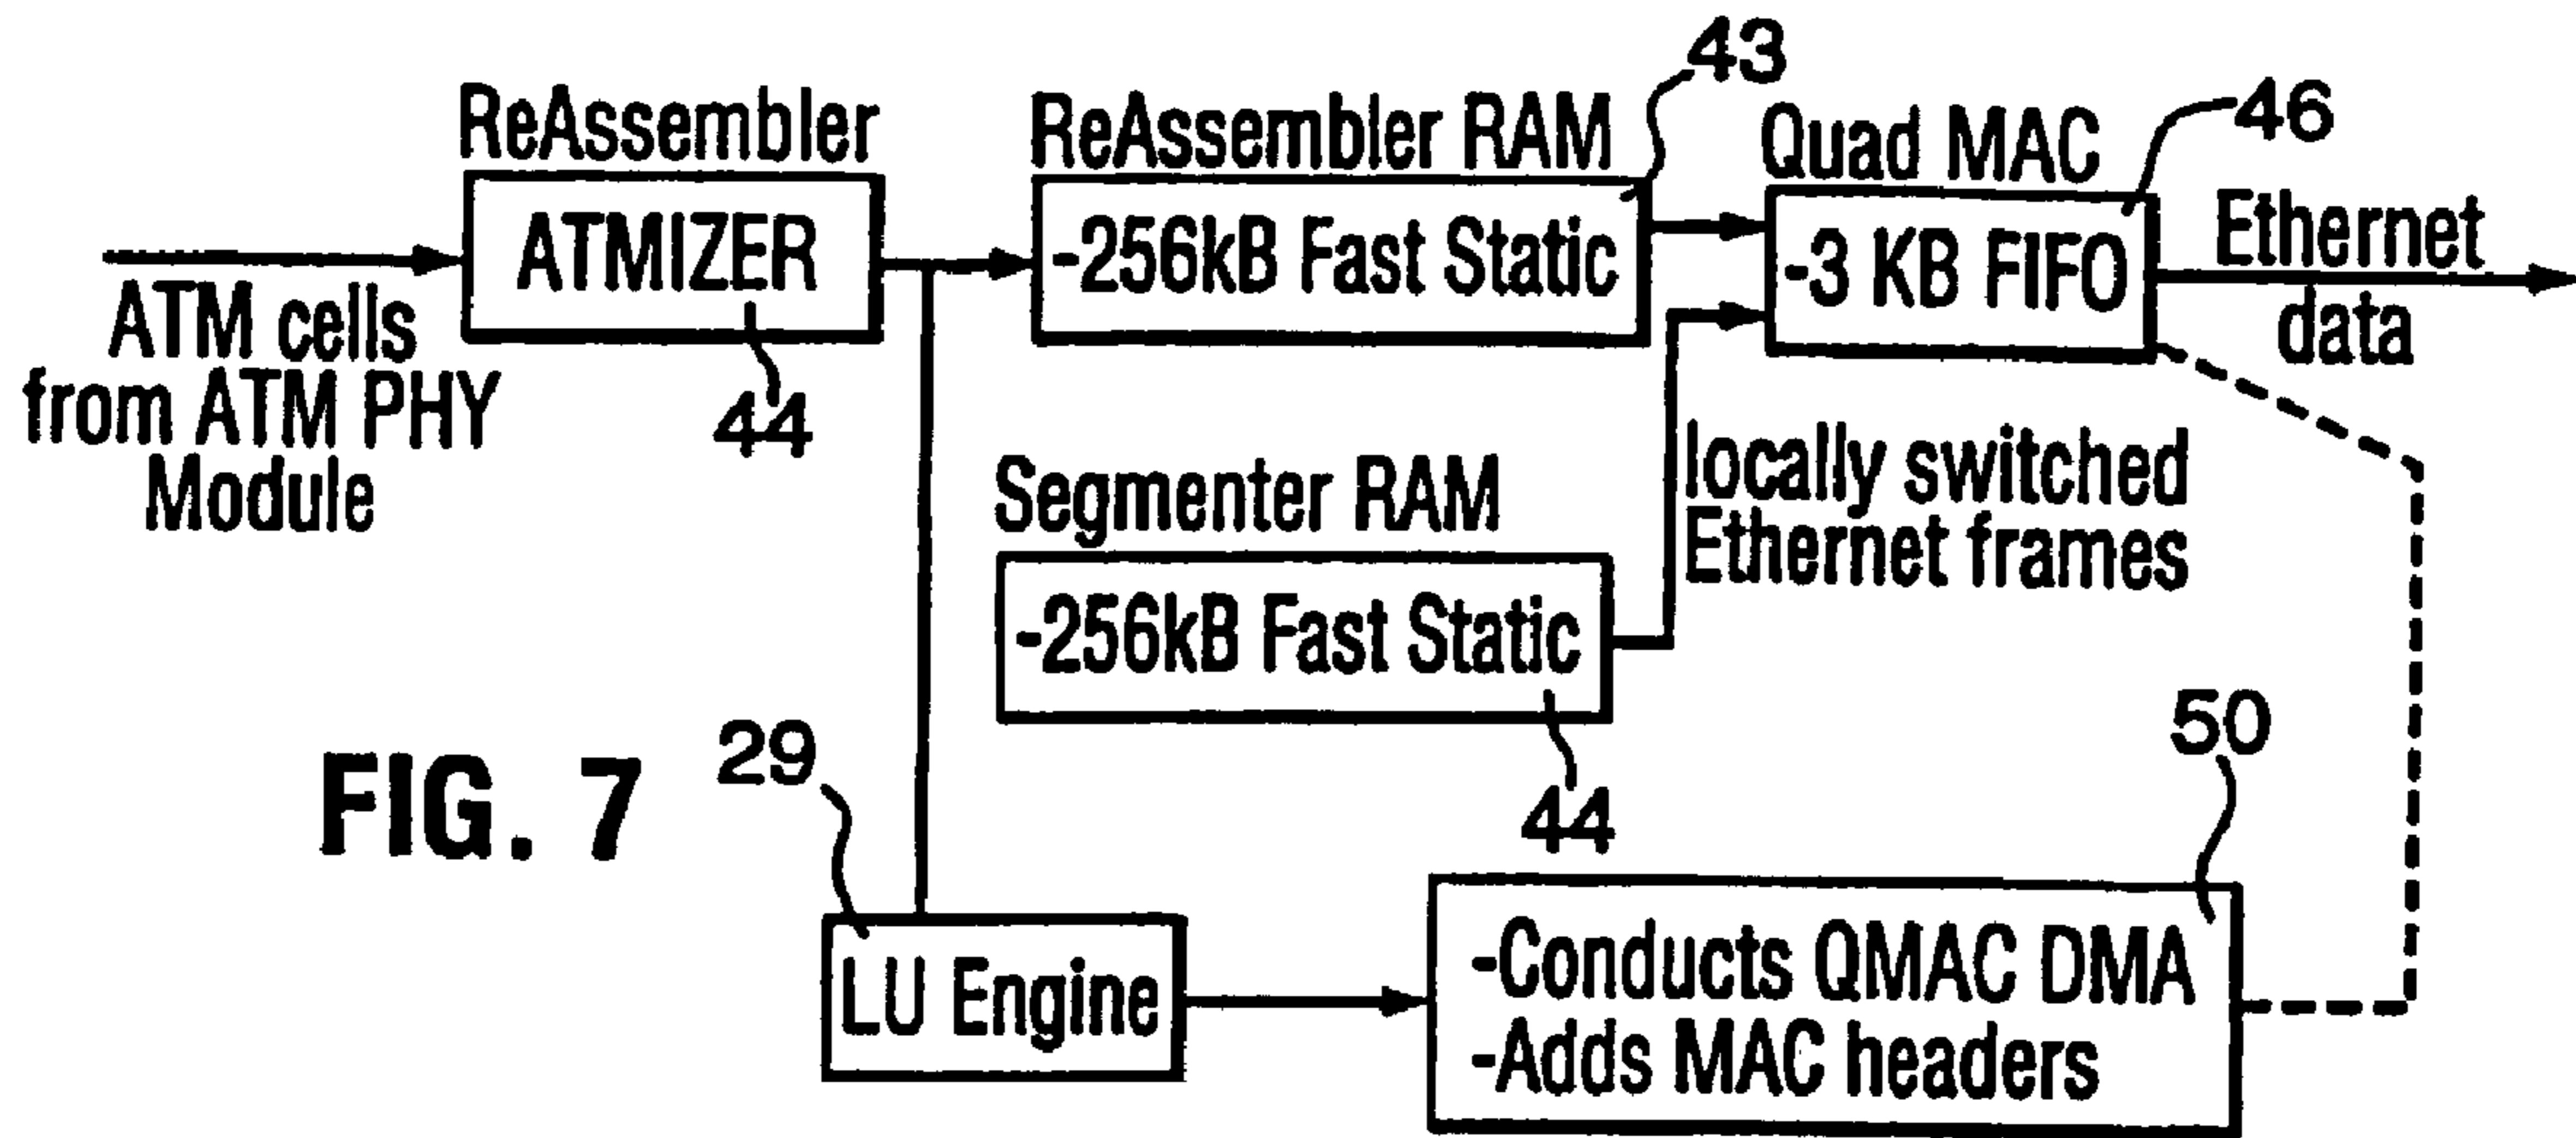 43
ReAssembler
ReAssembler RAM
Quad MAC
46
ATMIZER
-256kB Fast Static
-3 KB FIFO
Ethernet
data
ATM cells
from ATM PHY
Module
44
Segmenter RAM
locally switched
Ethernet frames
-256kB Fast Static
44
50
FIG. 7
29
LU Engine
-Conducts QMAC DMA
-Adds MAC headers